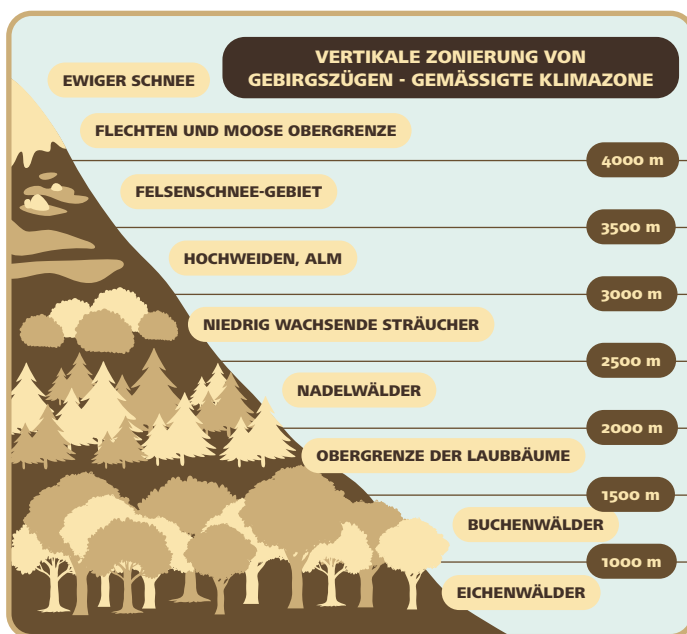 VERTIKALE ZONIERUNG VON
GEBIRGSZÜGEN - GEMÄSSIGTE KLIMAZONE
EWIGER SCHNEE
FLECHTEN UND MOOSE OBERGRENZE
4000 m
FELSENSCHNEE-GEBIET
3500 m
HOCHWEIDEN, ALM
3000 m
NIEDRIG WACHSENDE STRÄUCHER
2500 m
NADELWÄLDER
2000 m
OBERGRENZE DER LAUBBÄUME
1500 m
BUCHENWÄLDER
1000 m
EICHENWÄLDER